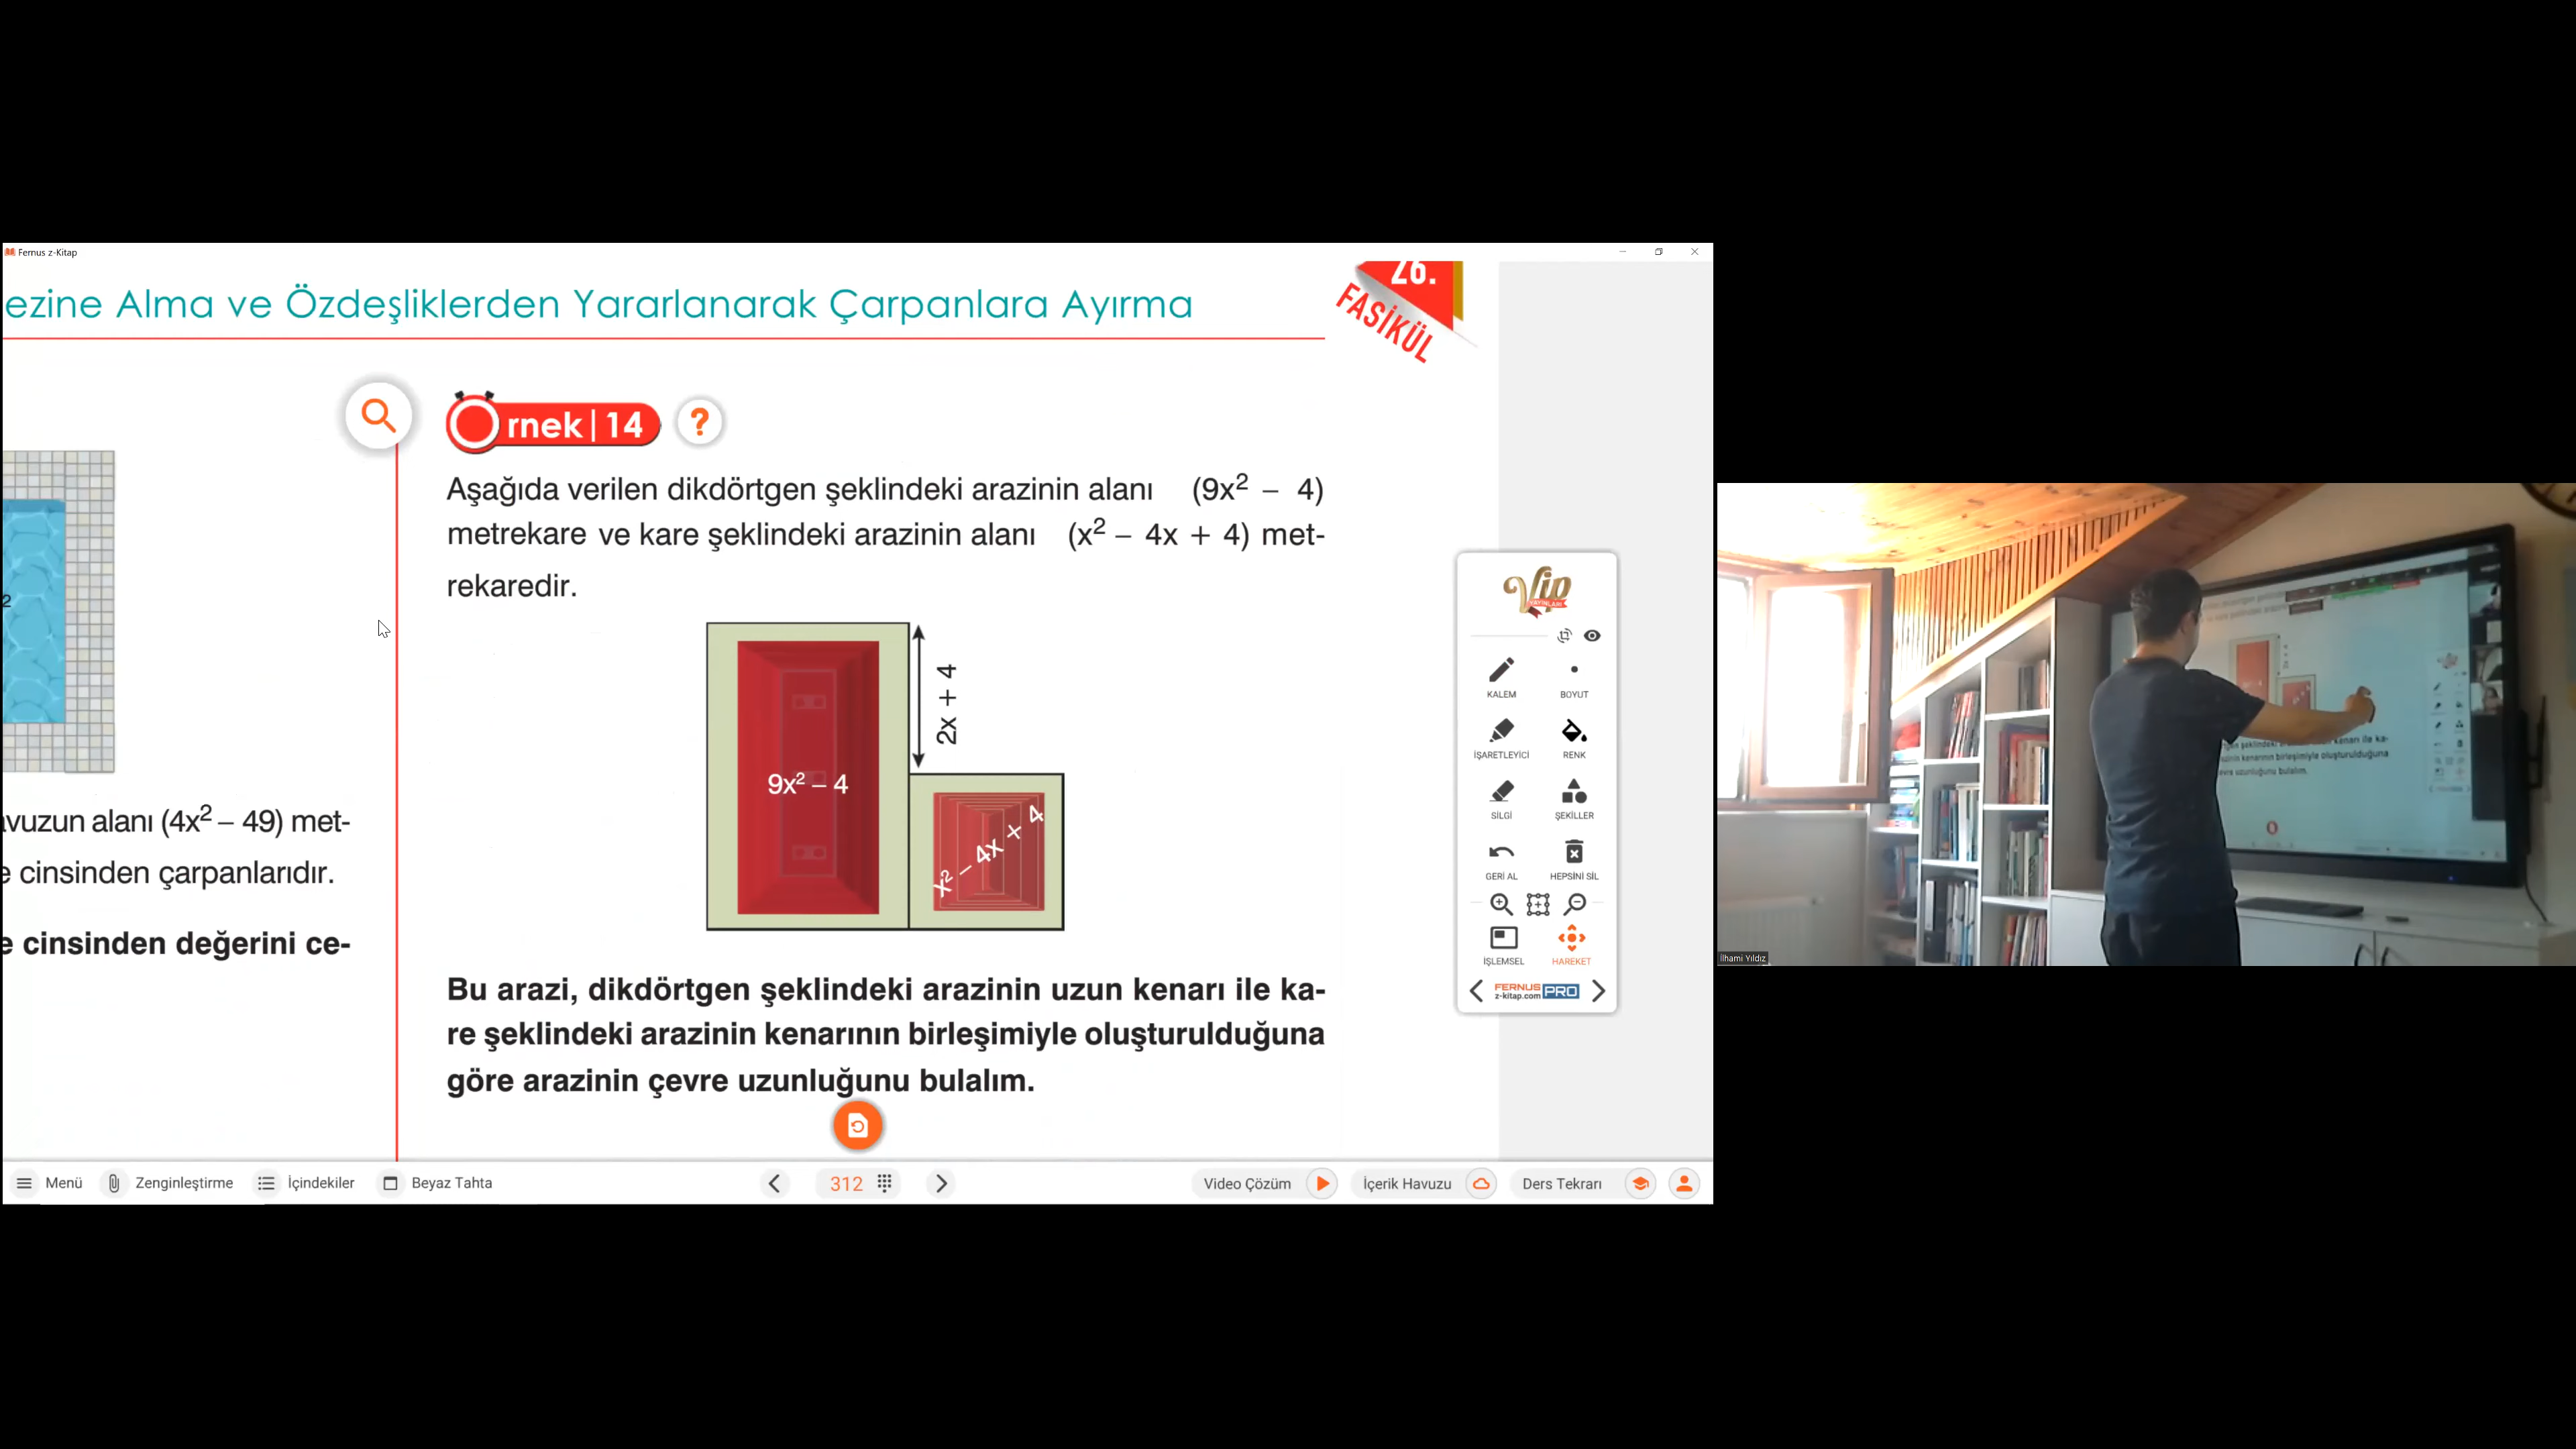 Fernus z-Kitap
ezine Alma ve Özdeşliklerden Yararlanarak Çarpanlara Ayırma
26.
FASİKÜL
Örnek | 14
?
Aşağıda verilen dikdörtgen şeklindeki arazinin alanı (9x² – 4)
metrekare ve kare şeklindeki arazinin alanı (x² – 4x + 4) met-
rekaredir.
2x + 4
9x² – 4
x² – 4x + 4
Bu arazi, dikdörtgen şeklindeki arazinin uzun kenarı ile ka-
re şeklindeki arazinin kenarının birleşimiyle oluşturulduğuna
göre arazinin çevre uzunluğunu bulalım.
2
avuzun alanı (4x² – 49) met-
e cinsinden çarpanlarıdır.
e cinsinden değerini ce-
Vip
YAYINLARI
KALEM
BOYUT
İŞARETLEYİCİ
RENK
SİLGİ
ŞEKİLLER
GERİ AL
HEPSİNİ SİL
İŞLEMSEL
HAREKET
FERNUS
z-kitap.com PRO
Menü
Zenginleştirme
İçindekiler
Beyaz Tahta
312
Video Çözüm
İçerik Havuzu
Ders Tekrarı
İlhami Yıldız